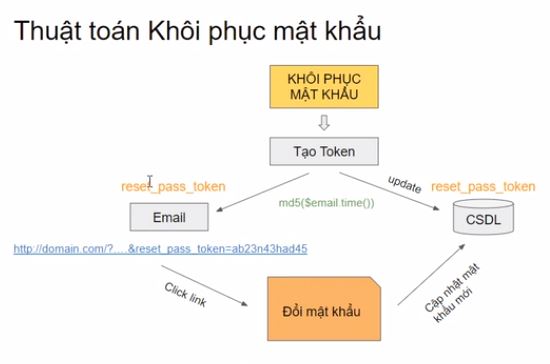 Thuật toán Khôi phục mật khẩu
KHÔI PHỤC
MẬT KHẨU
Tạo Token
reset_pass_token
update
reset_pass_token
md5($email time())
Email
CSDL
http://domain.com/?....&reset_pass_token=ab23n43had45
Click link
Đổi mật khẩu
Cập nhật mật
khẩu mới